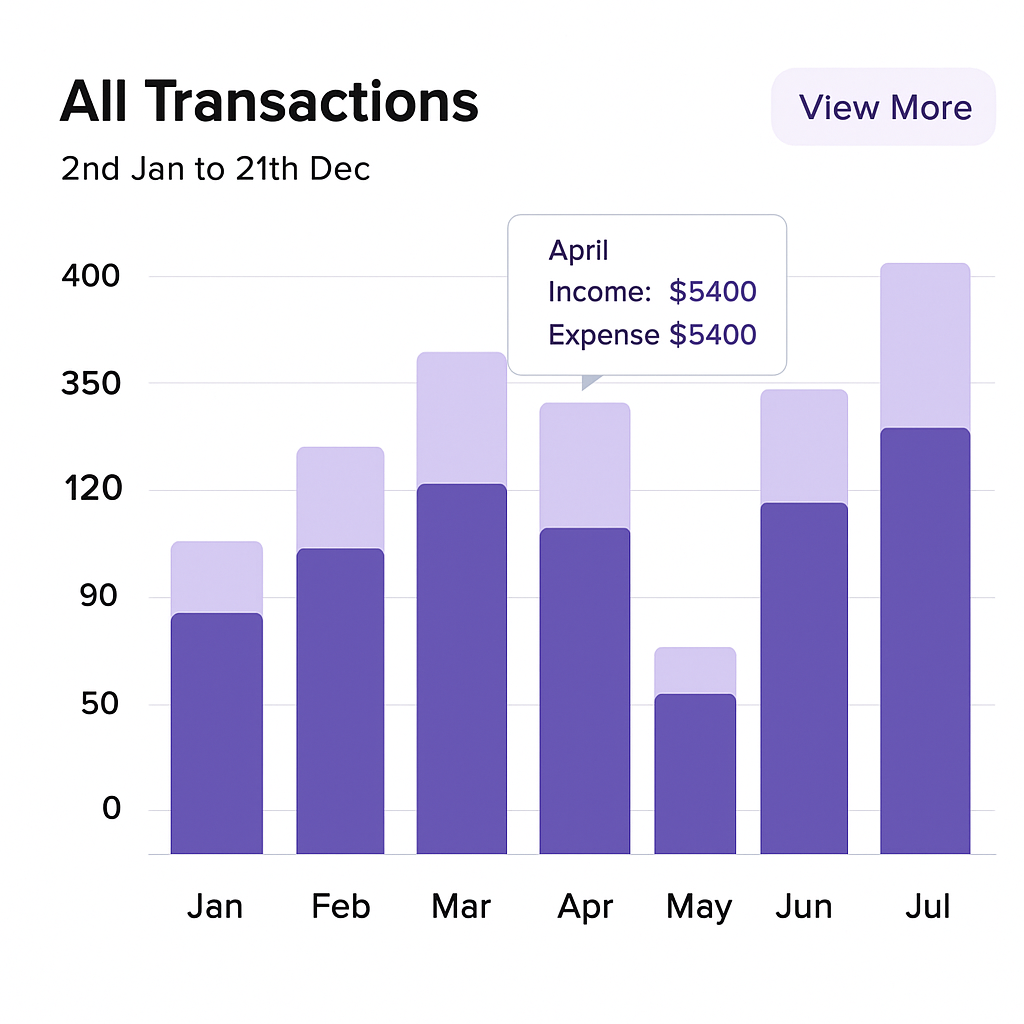 All Transactions
View More
2nd Jan to 21th Dec
April
Income: $5400
Expense $5400
400
350
120
90
50
0
Jan Feb Mar Apr May Jun Jul